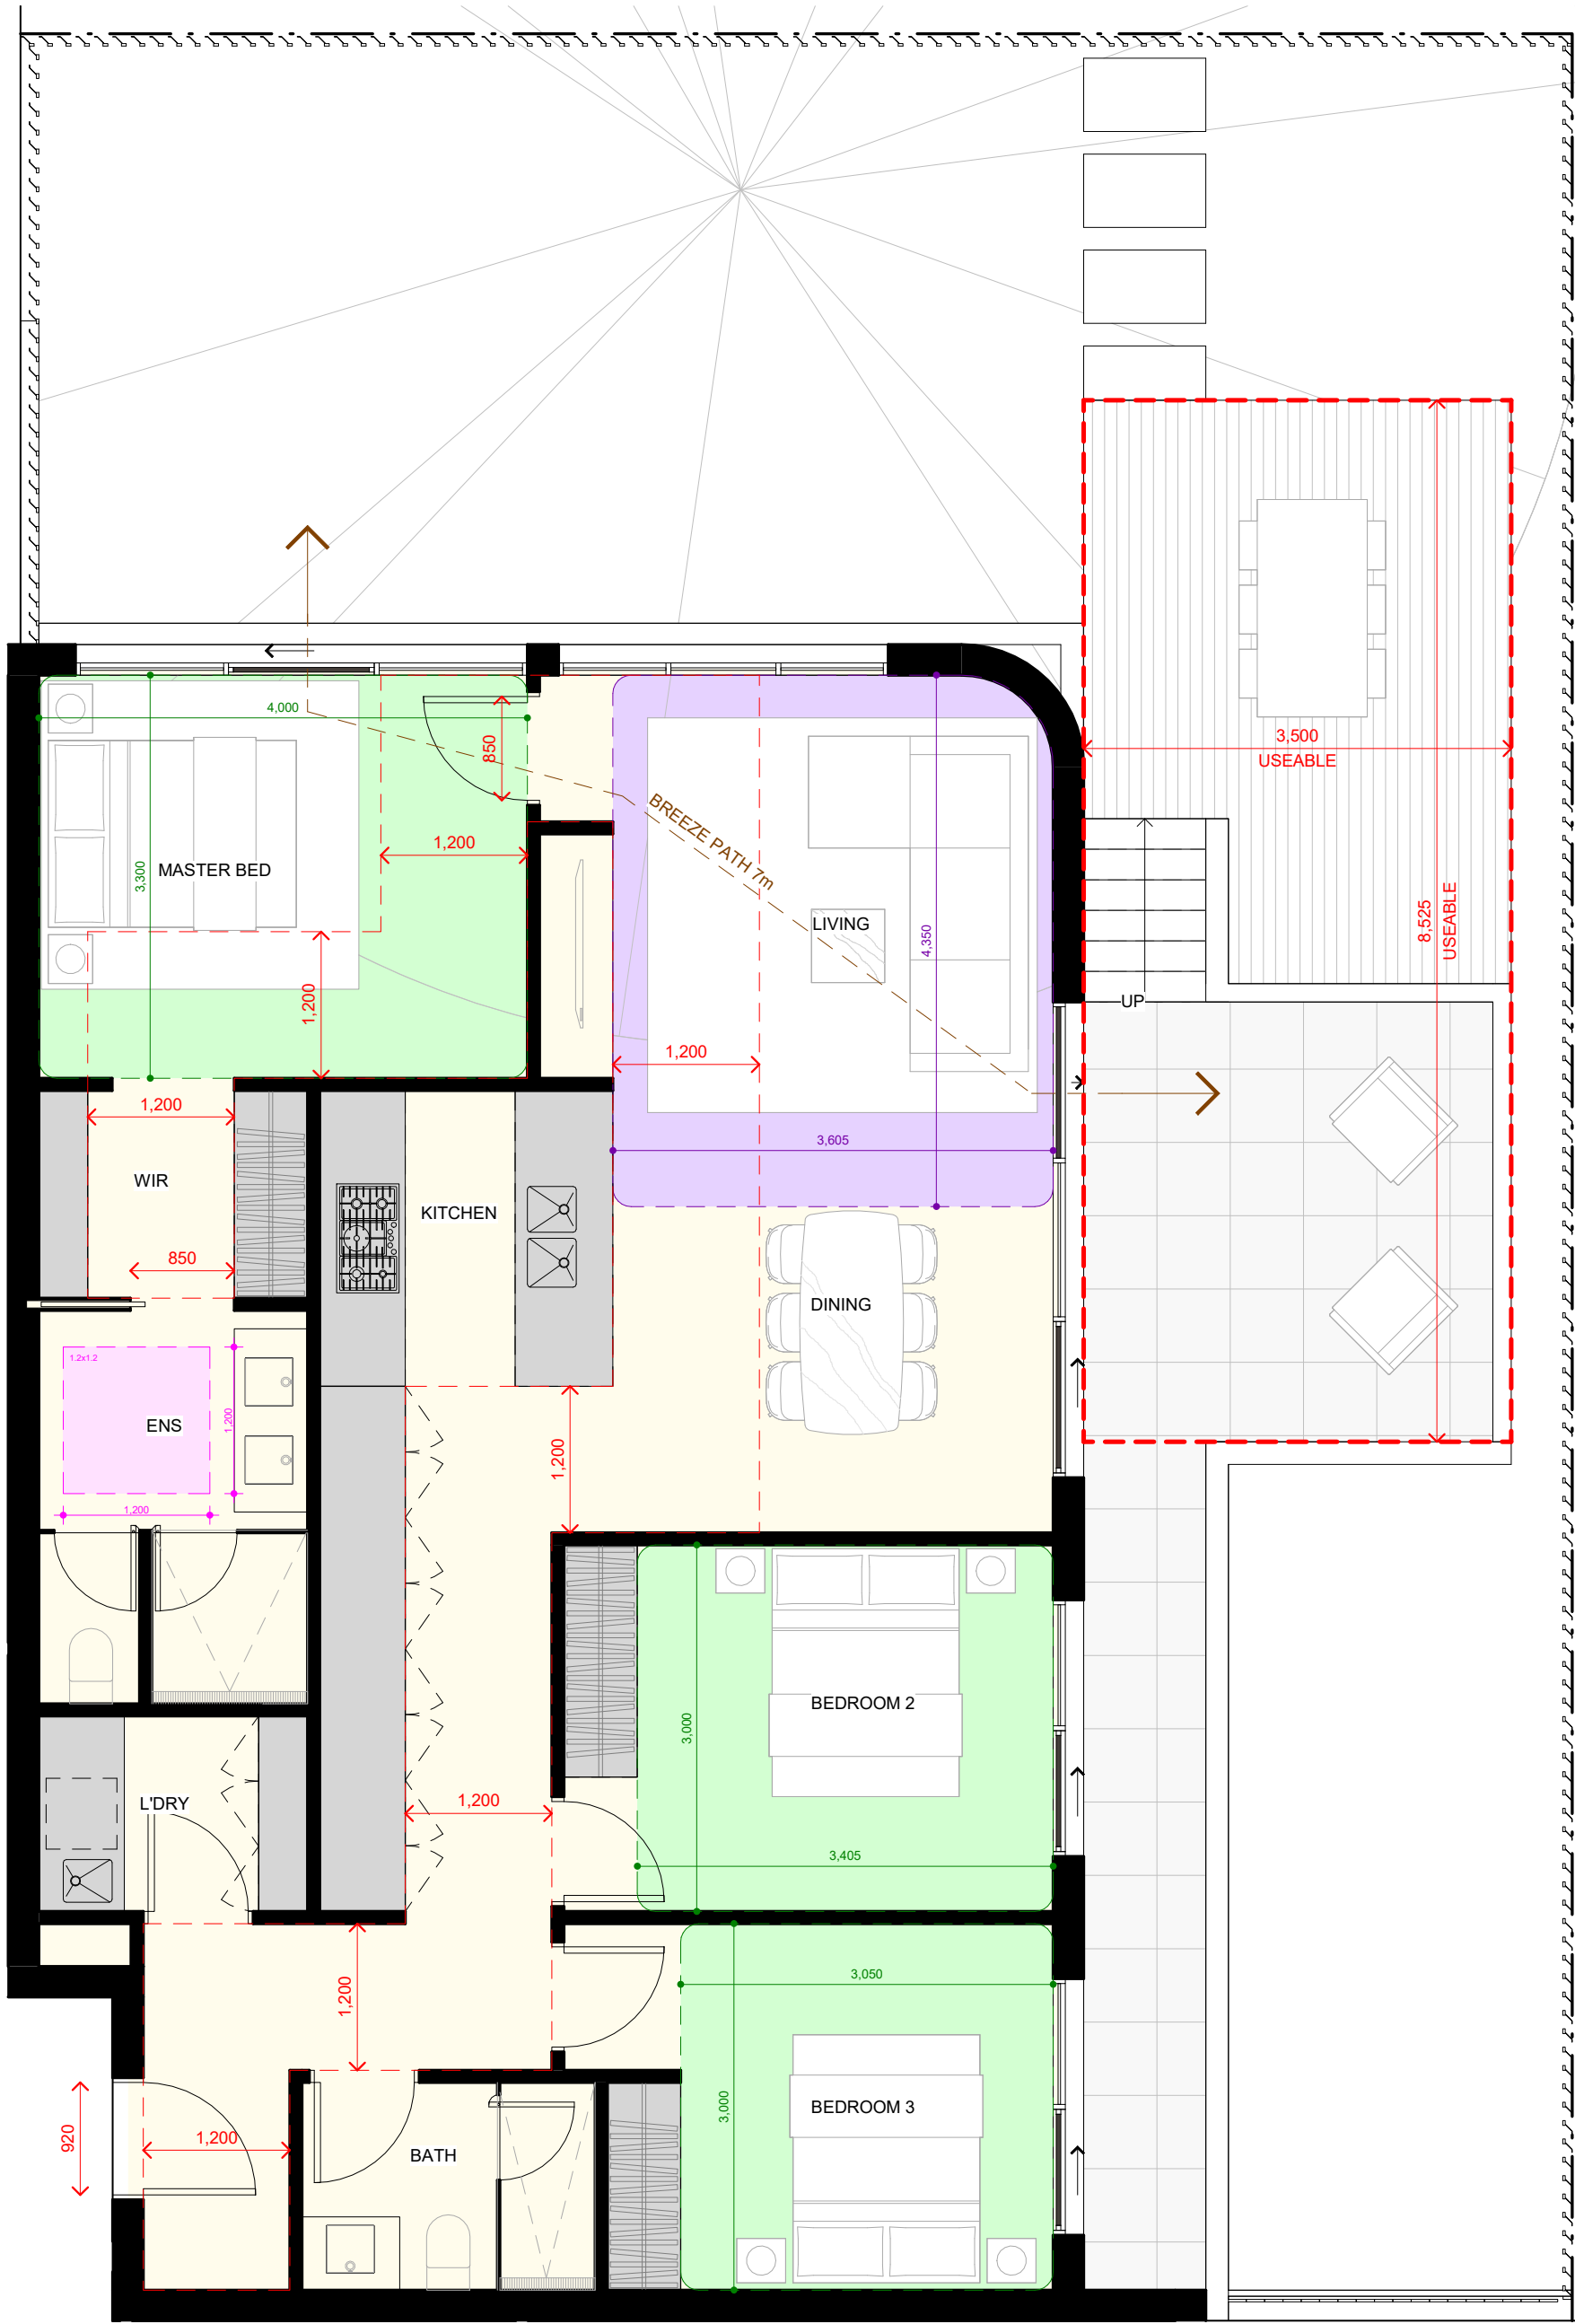 4,000
850
3,500
USEABLE
BREEZE PATH 7m
1,200
MASTER BED
3,300
LIVING
4,350
8,525
USEABLE
1,200
UP
1,200
1,200
3,605
WIR
KITCHEN
850
DINING
1.2x1.2
1,200
ENS
1,200
1,200
BEDROOM 2
3,000
L'DRY
1,200
3,405
3,050
1,200
3,000
BEDROOM 3
920
1,200
BATH